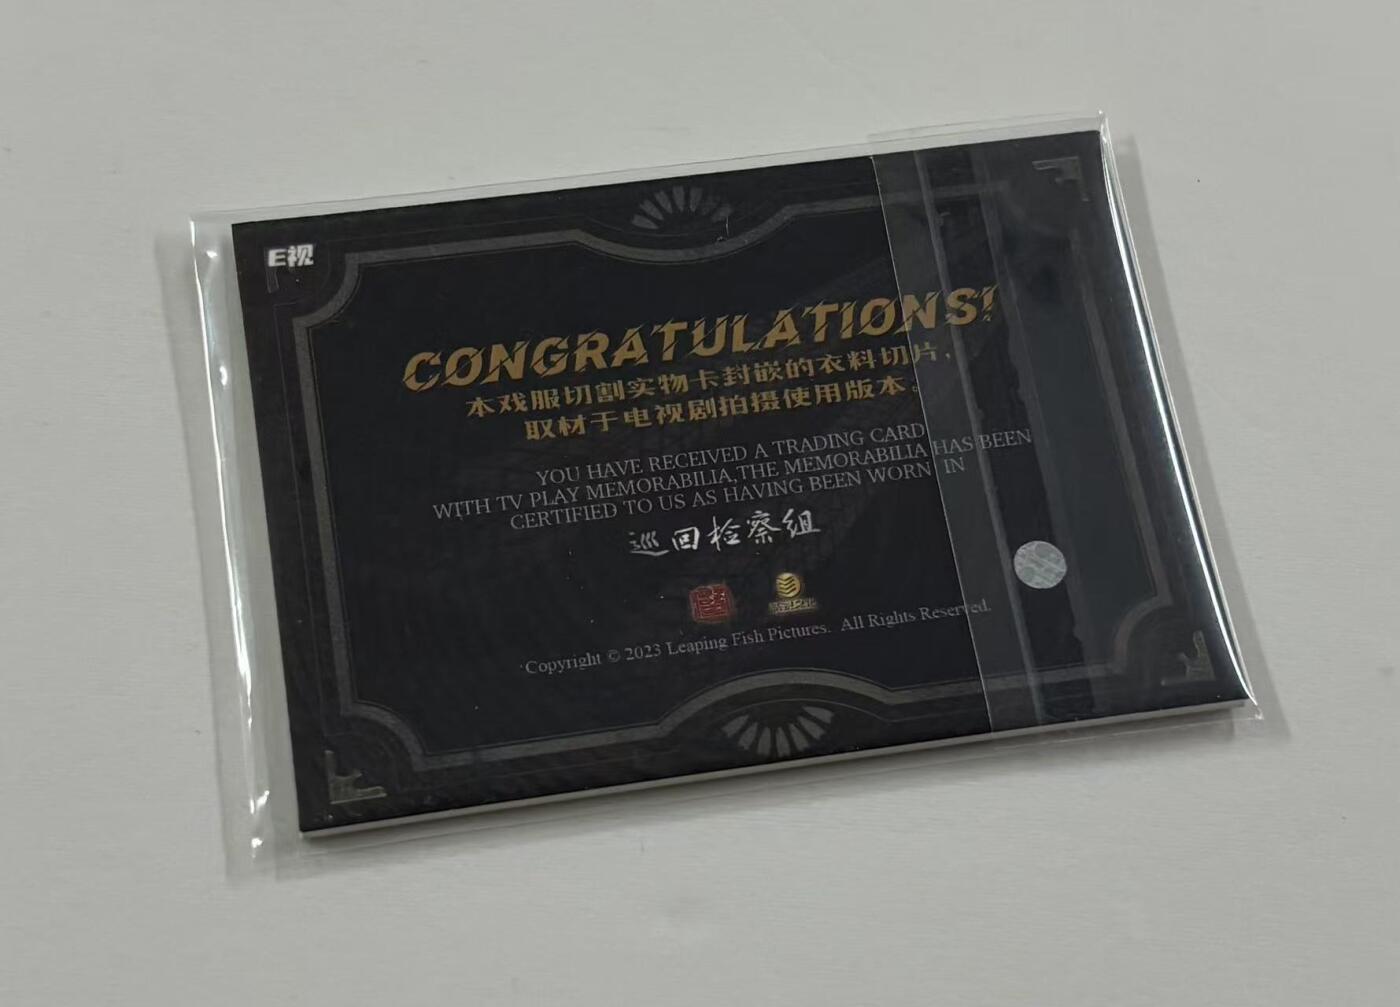 E视
CONGRATULATIONS!
本戏服切割实物卡封嵌的衣料切片，
取材于电视剧拍摄使用版本。
YOU HAVE RECEIVED A TRADING CARD
WITH TV PLAY MEMORABILIA,THE MEMORABILIA HAS BEEN
CERTIFIED TO US AS HAVING BEEN WORN IN
巡回检察组
Copyright © 2023 Leaping Fish Pictures. All Rights Reserved.